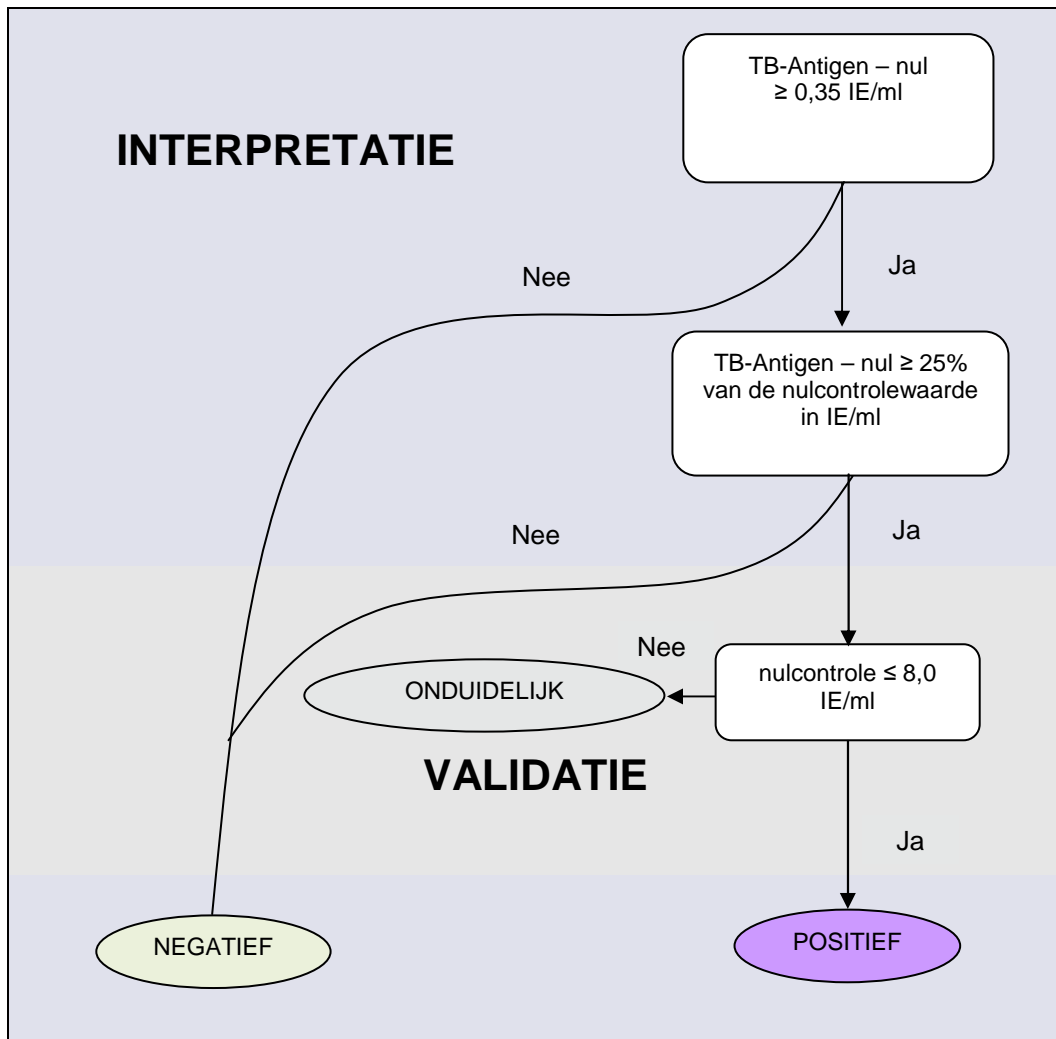 TB-Antigen – nul
≥ 0,35 IE/ml
INTERPRETATIE
Nee
Ja
TB-Antigen – nul ≥ 25%
van de nulcontrolewaarde
in IE/ml
Nee
Ja
Nee
nulcontrole ≤ 8,0
IE/ml
ONDUIDELIJK
VALIDATIE
Ja
NEGATIEF
POSITIEF